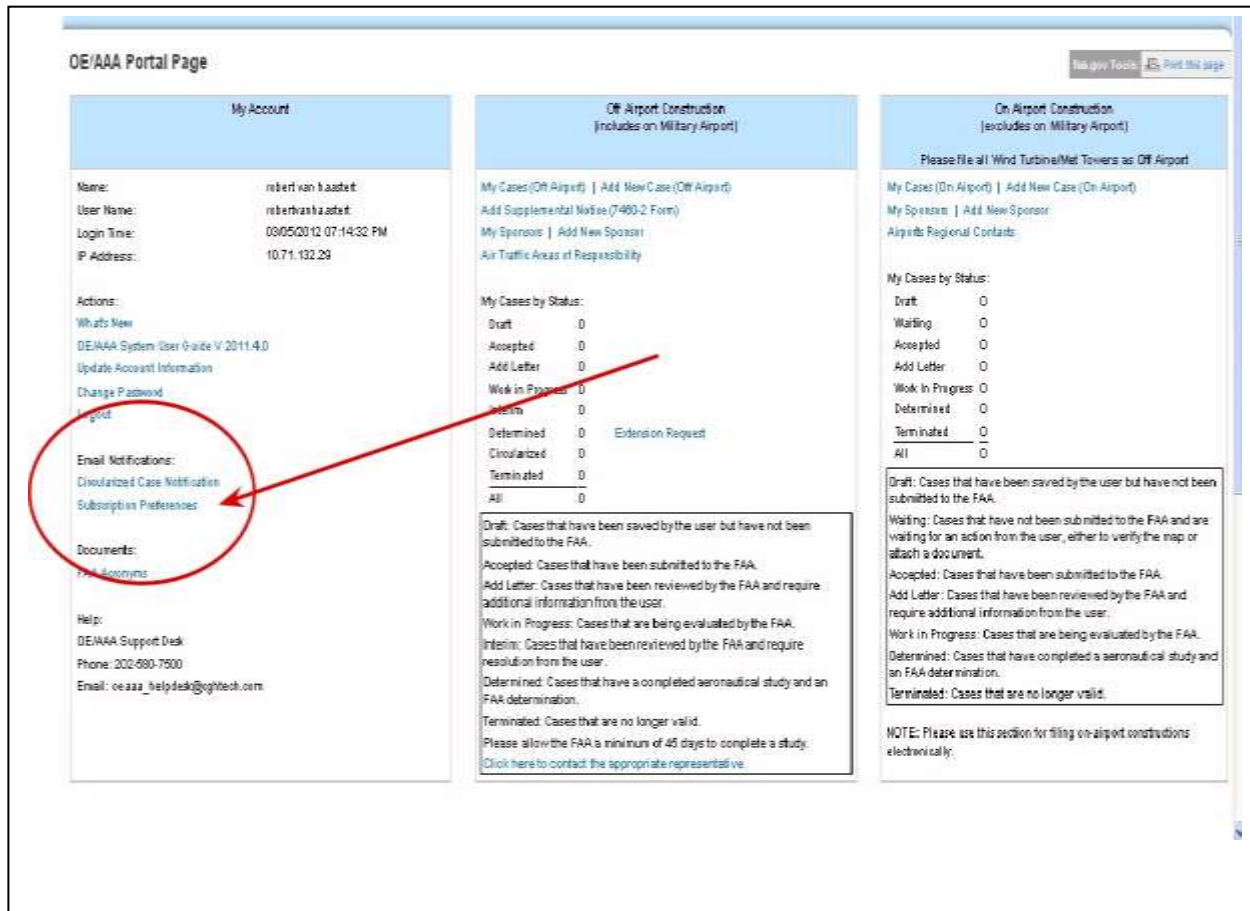 OE/AAA Portal Page
faa.gov Tools: Print this page
My Account
Name: robert van haastert
User Name: robertvanhaastert
Login Time: 03/05/2012 07:14:32 PM
IP Address: 10.71.132.29
Actions:
What's New
OE/AAA System User Guide V 2011.4.0
Update Account Information
Change Password
Logout
Email Notifications:
Circularized Case Notification
Subscription Preferences
Documents:
FAA Acronyms
Help:
OE/AAA Support Desk
Phone: 202-580-7500
Email: oeaaa_helpdesk@cghtech.com
Off Airport Construction
(includes on Military Airport)
My Cases (Off Airport) | Add New Case (Off Airport)
Add Supplemental Notice (7460-2 Form)
My Sponsors | Add New Sponsor
Air Traffic Areas of Responsibility
My Cases by Status:
Draft 0
Accepted 0
Add Letter 0
Work in Progress 0
Interim 0
Determined 0 Extension Request
Circularized 0
Terminated 0
All 0
Draft: Cases that have been saved by the user but have not been
submitted to the FAA.
Accepted: Cases that have been submitted to the FAA.
Add Letter: Cases that have been reviewed by the FAA and require
additional information from the user.
Work in Progress: Cases that are being evaluated by the FAA.
Interim: Cases that have been reviewed by the FAA and require
resolution from the user.
Determined: Cases that have a completed aeronautical study and an
FAA determination.
Terminated: Cases that are no longer valid.
Please allow the FAA a minimum of 45 days to complete a study.
Click here to contact the appropriate representative.
On Airport Construction
(excludes on Military Airport)
Please file all Wind Turbine/Met Towers as Off Airport
My Cases (On Airport) | Add New Case (On Airport)
My Sponsors | Add New Sponsor
Airports Regional Contacts
My Cases by Status:
Draft 0
Waiting 0
Accepted 0
Add Letter 0
Work In Progress 0
Determined 0
Terminated 0
All 0
Draft: Cases that have been saved by the user but have not been
submitted to the FAA.
Waiting: Cases that have not been submitted to the FAA and are
waiting for an action from the user, either to verify the map or
attach a document.
Accepted: Cases that have been submitted to the FAA.
Add Letter: Cases that have been reviewed by the FAA and
require additional information from the user.
Work in Progress: Cases that are being evaluated by the FAA.
Determined: Cases that have completed a aeronautical study and
an FAA determination.
Terminated: Cases that are no longer valid.
NOTE: Please use this section for filing on-airport constructions
electronically.